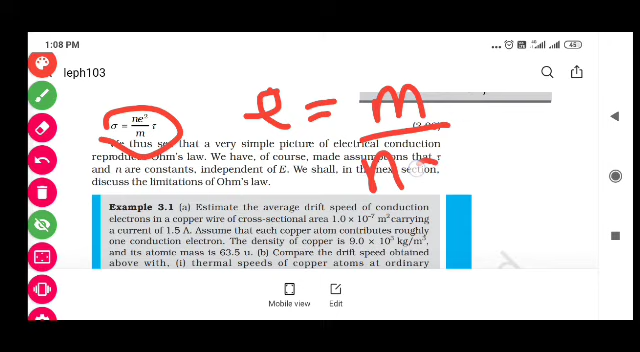 1:08 PM
46
leph103
σ = ne²/m τ
ρ = m
n
We thus see that a very simple picture of electrical conduction
reproduces Ohm's law. We have, of course, made assumptions that τ
and n are constants, independent of E. We shall, in the next section,
discuss the limitations of Ohm's law.
Example 3.1 (a) Estimate the average drift speed of conduction
electrons in a copper wire of cross-sectional area 1.0 × 10⁻⁷ m² carrying
a current of 1.5 A. Assume that each copper atom contributes roughly
one conduction electron. The density of copper is 9.0 × 10³ kg/m³,
and its atomic mass is 63.5 u. (b) Compare the drift speed obtained
above with, (i) thermal speeds of copper atoms at ordinary
Mobile view
Edit